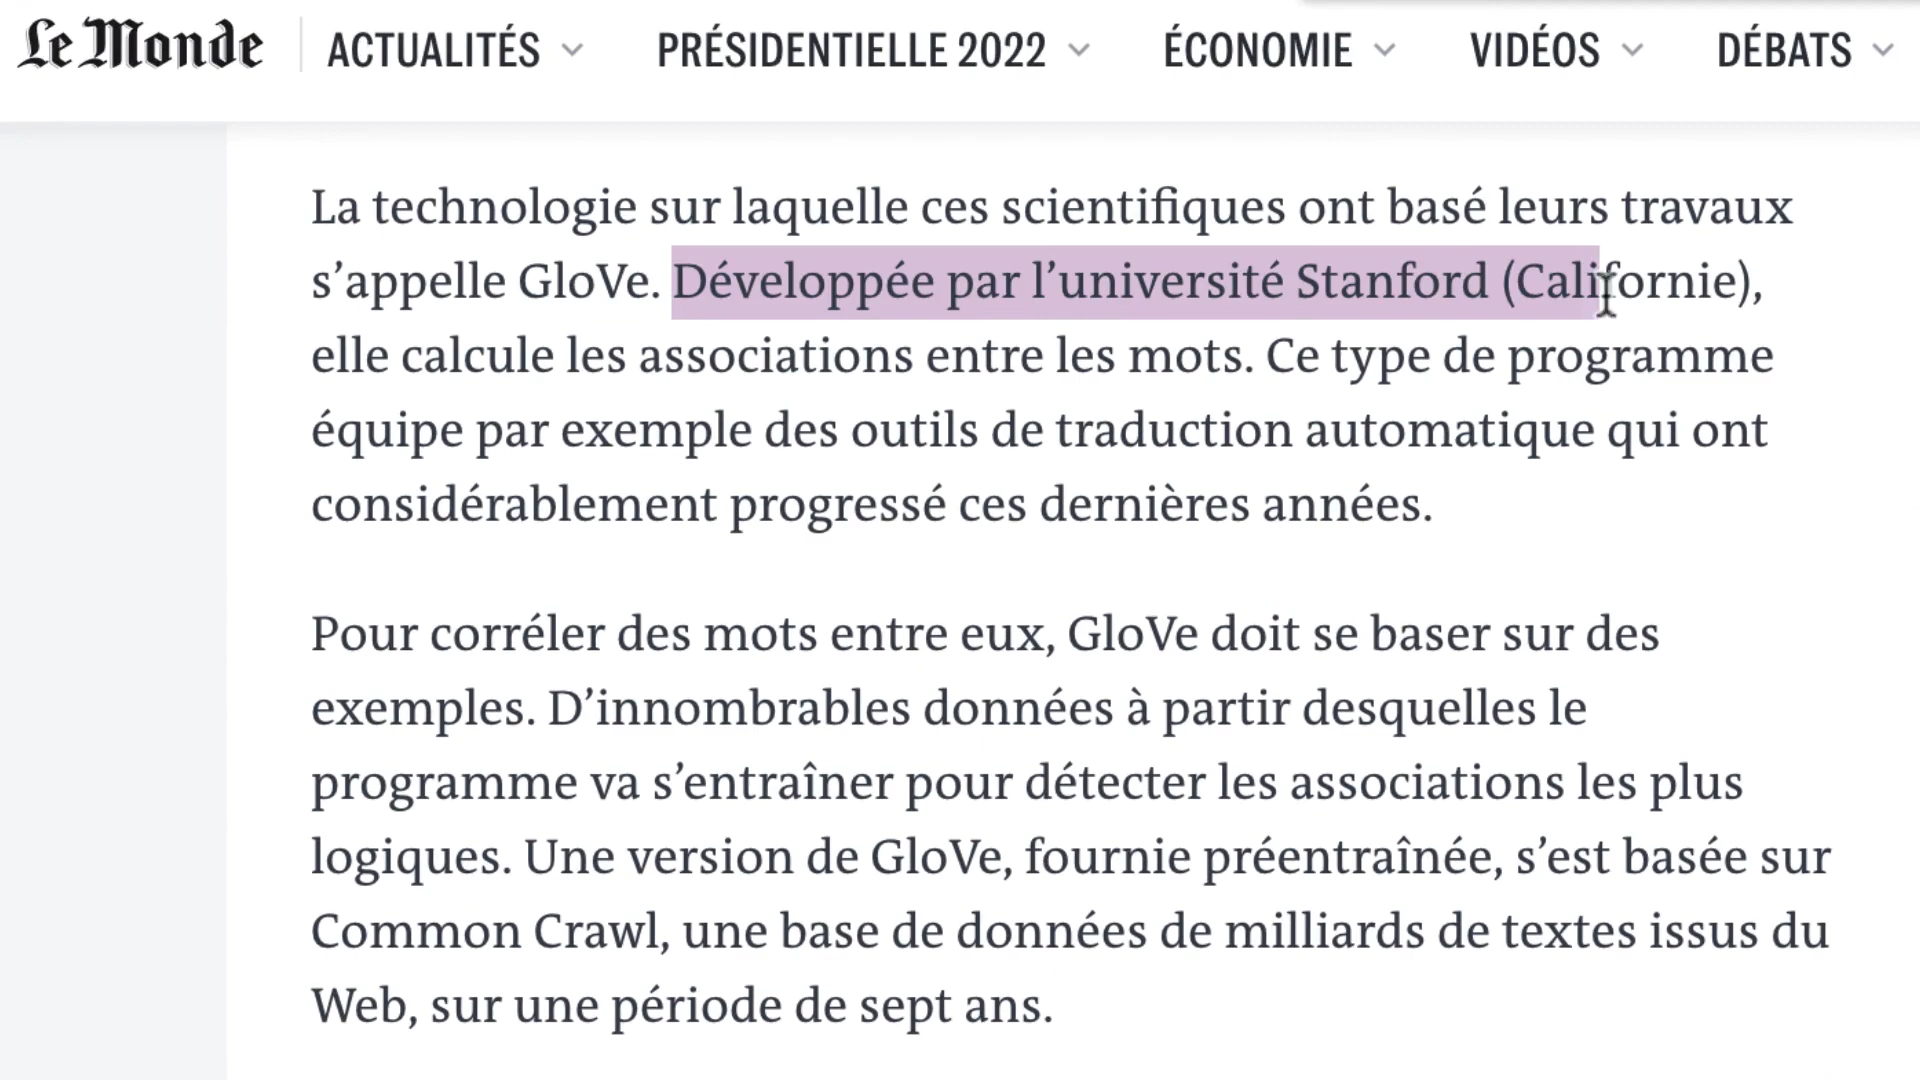 Le Monde ACTUALITÉS PRÉSIDENTIELLE 2022 ÉCONOMIE VIDÉOS DÉBATS
La technologie sur laquelle ces scientifiques ont basé leurs travaux
s’appelle GloVe. Développée par l’université Stanford (Californie),
elle calcule les associations entre les mots. Ce type de programme
équipe par exemple des outils de traduction automatique qui ont
considérablement progressé ces dernières années.
Pour corréler des mots entre eux, GloVe doit se baser sur des
exemples. D’innombrables données à partir desquelles le
programme va s’entraîner pour détecter les associations les plus
logiques. Une version de GloVe, fournie préentraînée, s’est basée sur
Common Crawl, une base de données de milliards de textes issus du
Web, sur une période de sept ans.